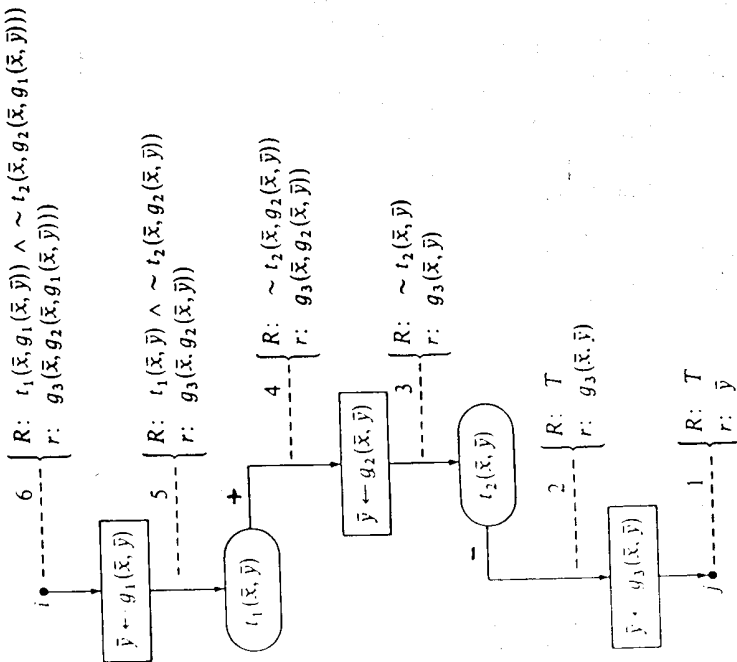 i
6
R: t₁(x̄, g₁(x̄, ȳ)) ∧ ~ t₂(x̄, g₂(x̄, g₁(x̄, ȳ)))
r: g₃(x̄, g₂(x̄, g₁(x̄, ȳ)))
ȳ ← g₁(x̄, ȳ)
5
R: t₁(x̄, ȳ) ∧ ~ t₂(x̄, g₂(x̄, ȳ))
r: g₃(x̄, g₂(x̄, ȳ))
t₁(x̄, ȳ)
+
4
R: ~ t₂(x̄, g₂(x̄, ȳ))
r: g₃(x̄, g₂(x̄, ȳ))
ȳ ← g₂(x̄, ȳ)
3
R: ~ t₂(x̄, ȳ)
r: g₃(x̄, ȳ)
t₂(x̄, ȳ)
-
2
R: T
r: g₃(x̄, ȳ)
ȳ ← g₃(x̄, ȳ)
j
1
R: T
r: ȳ